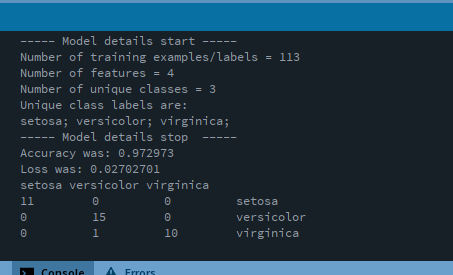 ----- Model details start -----
Number of training examples/labels = 113
Number of features = 4
Number of unique classes = 3
Unique class labels are:
setosa; versicolor; virginica;
----- Model details stop  -----
Accuracy was: 0.972973
Loss was: 0.02702701
setosa versicolor virginica
11        0         0         setosa
0         15        0         versicolor
0         1         10        virginica
Console Errors